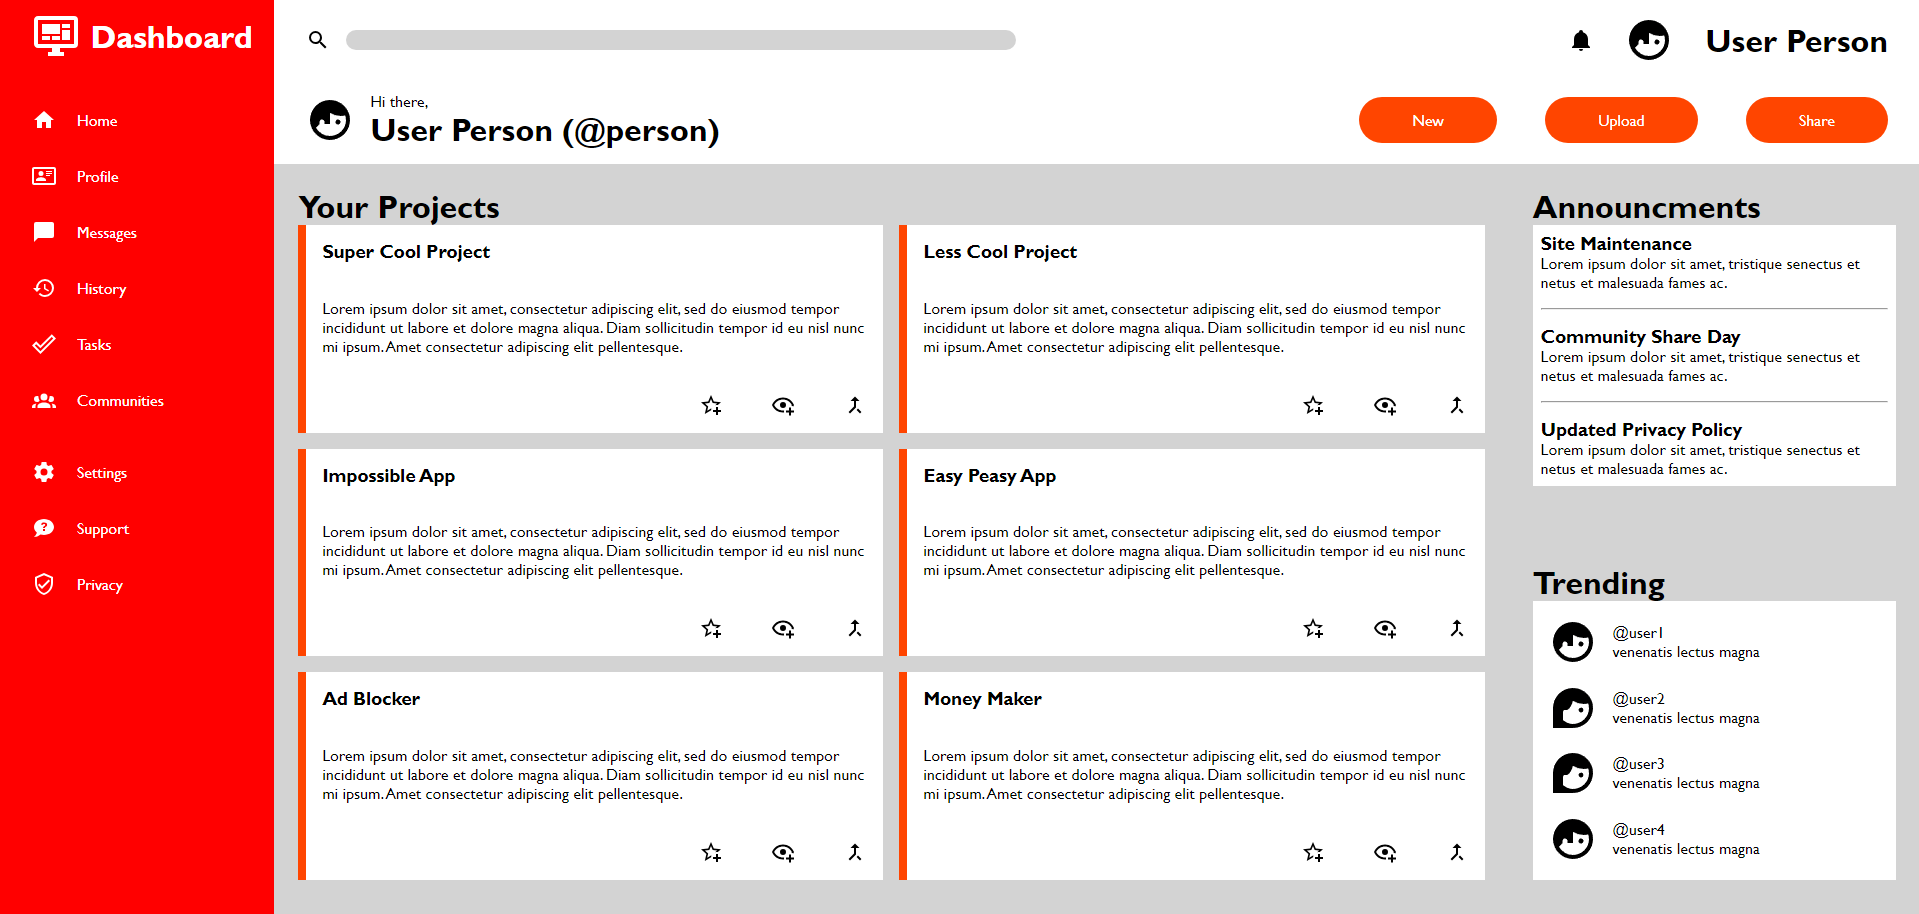 Dashboard
Home
Profile
Messages
History
Tasks
Communities
Settings
Support
Privacy
User Person
Hi there,
User Person (@person)
New
Upload
Share
Your Projects
Super Cool Project
Lorem ipsum dolor sit amet, consectetur adipiscing elit, sed do eiusmod tempor
incididunt ut labore et dolore magna aliqua. Diam sollicitudin tempor id eu nisl nunc
mi ipsum. Amet consectetur adipiscing elit pellentesque.
Less Cool Project
Lorem ipsum dolor sit amet, consectetur adipiscing elit, sed do eiusmod tempor
incididunt ut labore et dolore magna aliqua. Diam sollicitudin tempor id eu nisl nunc
mi ipsum. Amet consectetur adipiscing elit pellentesque.
Impossible App
Lorem ipsum dolor sit amet, consectetur adipiscing elit, sed do eiusmod tempor
incididunt ut labore et dolore magna aliqua. Diam sollicitudin tempor id eu nisl nunc
mi ipsum. Amet consectetur adipiscing elit pellentesque.
Easy Peasy App
Lorem ipsum dolor sit amet, consectetur adipiscing elit, sed do eiusmod tempor
incididunt ut labore et dolore magna aliqua. Diam sollicitudin tempor id eu nisl nunc
mi ipsum. Amet consectetur adipiscing elit pellentesque.
Ad Blocker
Lorem ipsum dolor sit amet, consectetur adipiscing elit, sed do eiusmod tempor
incididunt ut labore et dolore magna aliqua. Diam sollicitudin tempor id eu nisl nunc
mi ipsum. Amet consectetur adipiscing elit pellentesque.
Money Maker
Lorem ipsum dolor sit amet, consectetur adipiscing elit, sed do eiusmod tempor
incididunt ut labore et dolore magna aliqua. Diam sollicitudin tempor id eu nisl nunc
mi ipsum. Amet consectetur adipiscing elit pellentesque.
Announcments
Site Maintenance
Lorem ipsum dolor sit amet, tristique senectus et
netus et malesuada fames ac.
Community Share Day
Lorem ipsum dolor sit amet, tristique senectus et
netus et malesuada fames ac.
Updated Privacy Policy
Lorem ipsum dolor sit amet, tristique senectus et
netus et malesuada fames ac.
Trending
@user1
venenatis lectus magna
@user2
venenatis lectus magna
@user3
venenatis lectus magna
@user4
venenatis lectus magna